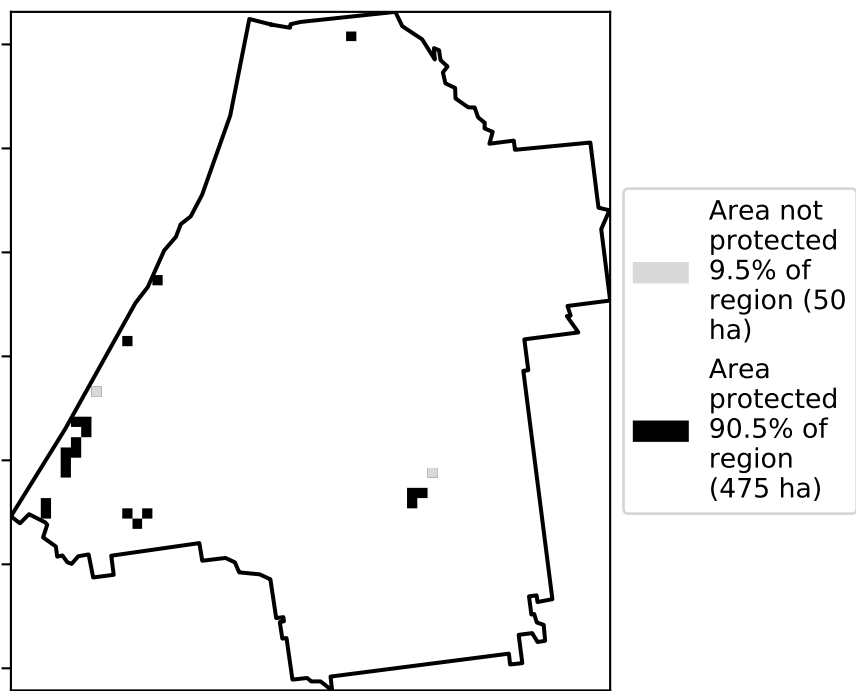 Area not
protected
9.5% of
region (50
ha)
Area
protected
90.5% of
region
(475 ha)